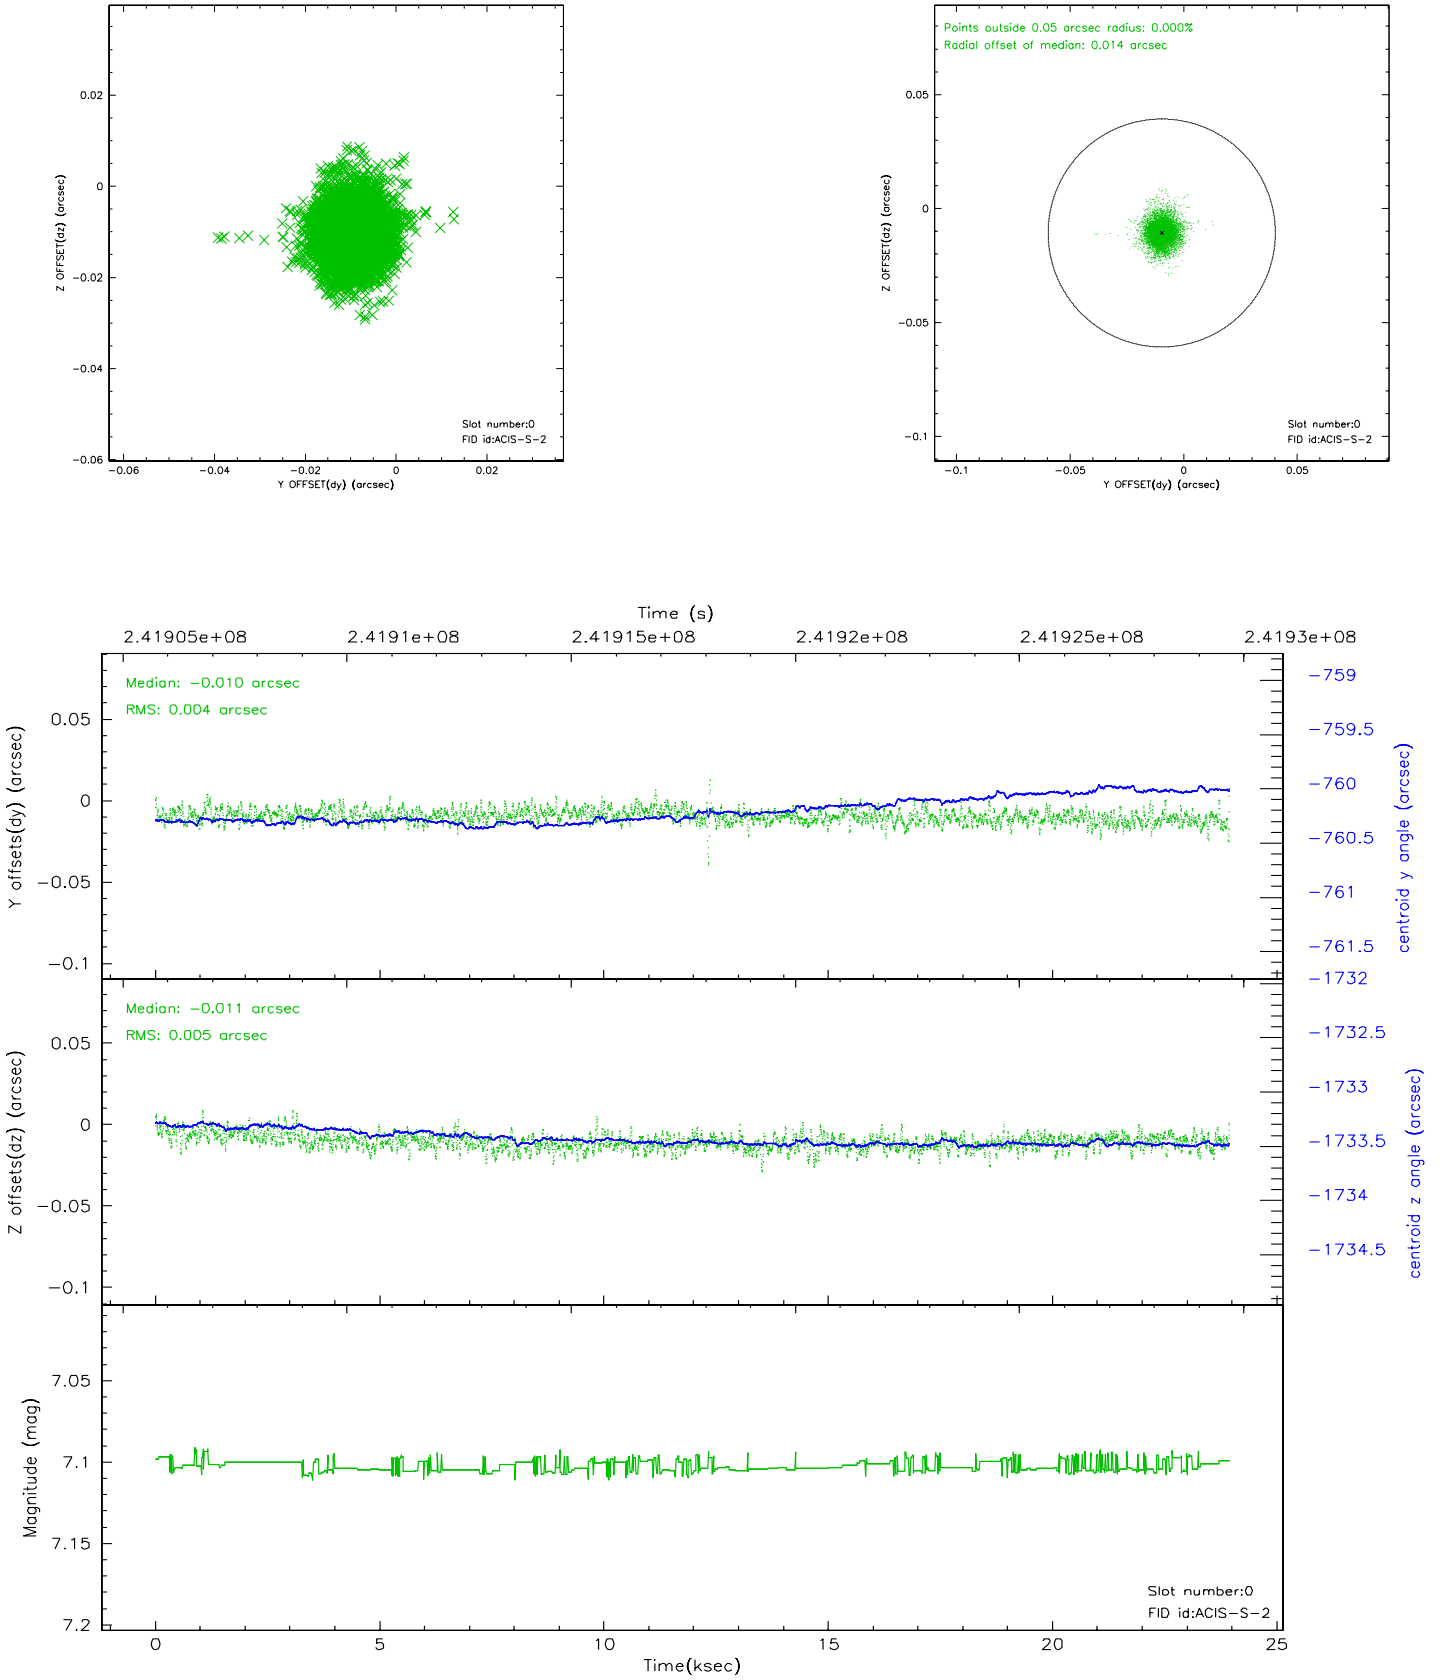 0.02
0
−0.02
−0.04
−0.06
Z OFFSET(dz) (arcsec)
−0.06
−0.04
−0.02
0
0.02
Y OFFSET(dy) (arcsec)
Slot number:0
FID id:ACIS−S−2
Points outside 0.05 arcsec radius: 0.000%
Radial offset of median: 0.014 arcsec
0.05
0
−0.05
−0.1
Z OFFSET(dz) (arcsec)
−0.1
−0.05
0
0.05
Y OFFSET(dy) (arcsec)
Slot number:0
FID id:ACIS−S−2
Time (s)
2.41905e+08
2.4191e+08
2.41915e+08
2.4192e+08
2.41925e+08
2.4193e+08
Median: −0.010 arcsec
RMS: 0.004 arcsec
0.05
0
−0.05
−0.1
Y offsets(dy) (arcsec)
−759
−759.5
−760
−760.5
−761
−761.5
centroid y angle (arcsec)
Median: −0.011 arcsec
RMS: 0.005 arcsec
0.05
0
−0.05
−0.1
Z offsets(dz) (arcsec)
−1732
−1732.5
−1733
−1733.5
−1734
−1734.5
centroid z angle (arcsec)
7.05
7.1
7.15
7.2
Magnitude (mag)
Slot number:0
FID id:ACIS−S−2
0
5
10
15
20
25
Time(ksec)